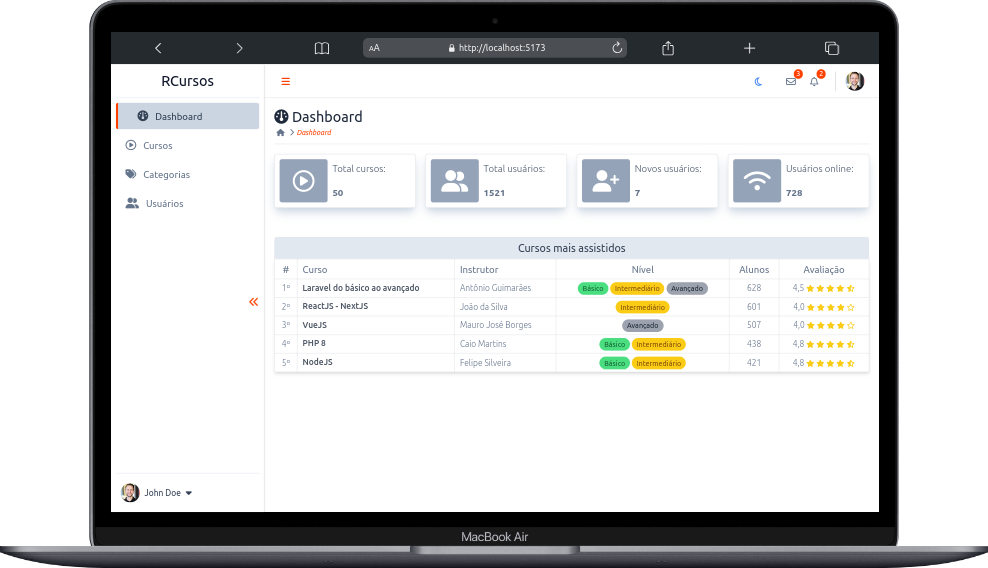 AA http://localhost:5173
RCursos
3 2
Dashboard
Cursos
Categorias
Usuários
John Doe
Dashboard
Dashboard
Total cursos:
50
Total usuários:
1521
Novos usuários:
7
Usuários online:
728
Cursos mais assistidos
# Curso Instrutor Nível Alunos Avaliação
1º Laravel do básico ao avançado Antônio Guimarães Básico Intermediário Avançado 628 4,5
2º ReactJS - NextJS João da Silva Intermediário 601 4,0
3º VueJS Mauro José Borges Avançado 507 4,0
4º PHP 8 Caio Martins Básico Intermediário 438 4,8
5º NodeJS Felipe Silveira Básico Intermediário 421 4,8
MacBook Air